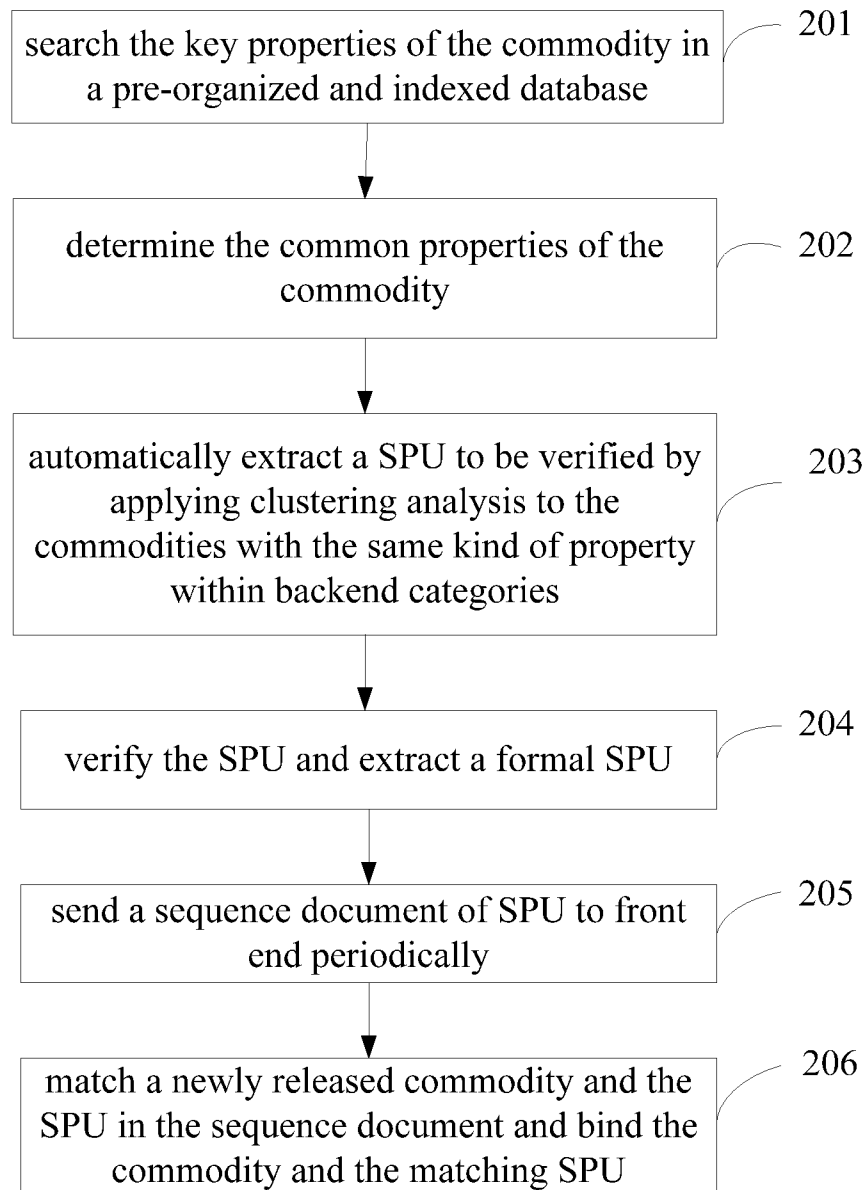 search the key properties of the commodity in
a pre-organized and indexed database
201
determine the common properties of the
commodity
202
automatically extract a SPU to be verified by
applying clustering analysis to the
commodities with the same kind of property
within backend categories
203
verify the SPU and extract a formal SPU
204
send a sequence document of SPU to front
end periodically
205
match a newly released commodity and the
SPU in the sequence document and bind the
commodity and the matching SPU
206